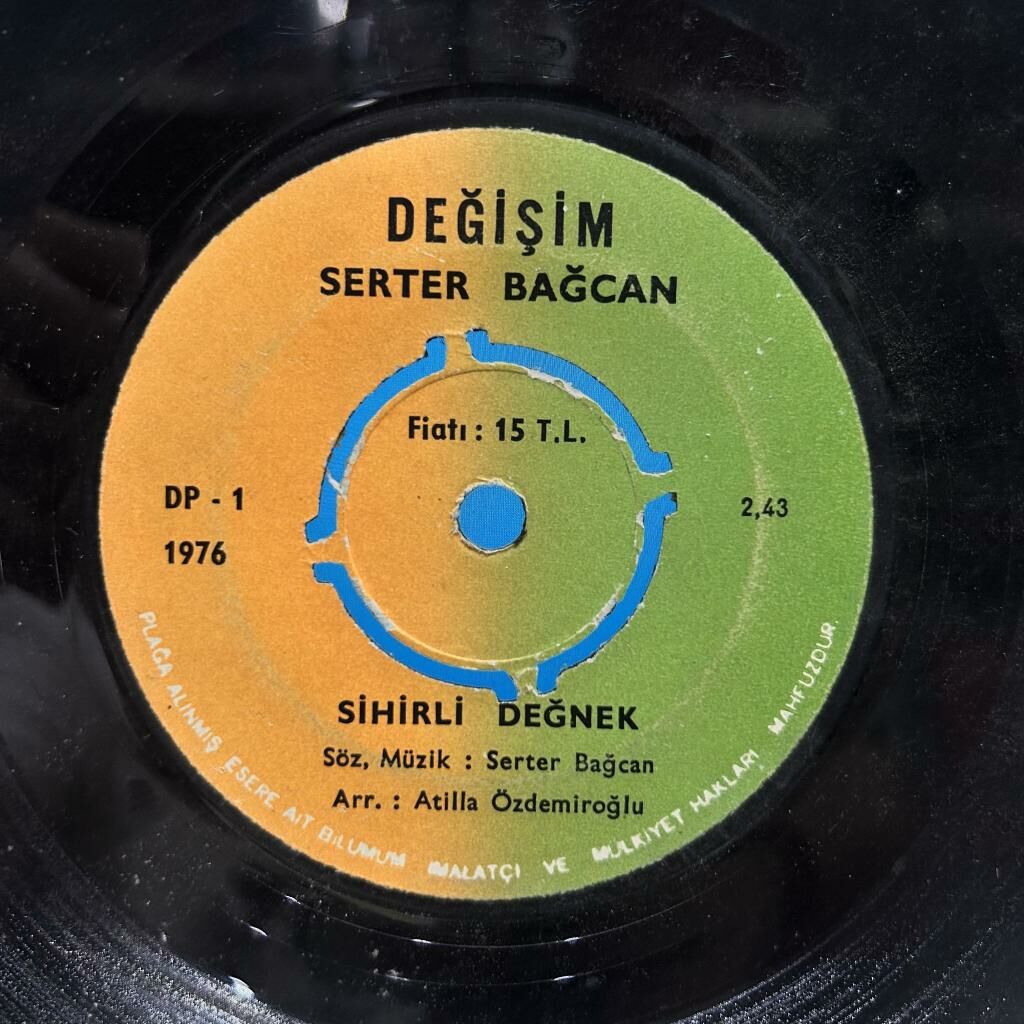 DEĞİŞİM
SERTER BAĞCAN
Fiatı : 15 T.L.
DP - 1
1976
2,43
SİHİRLİ DEĞNEK
Söz, Müzik : Serter Bağcan
Arr. : Atilla Özdemiroğlu
PLAĞA ALINMIŞ ESERE AİT BİLUMUM İMALATÇI VE MULKİYET HAKLARI MAHFUZDUR.